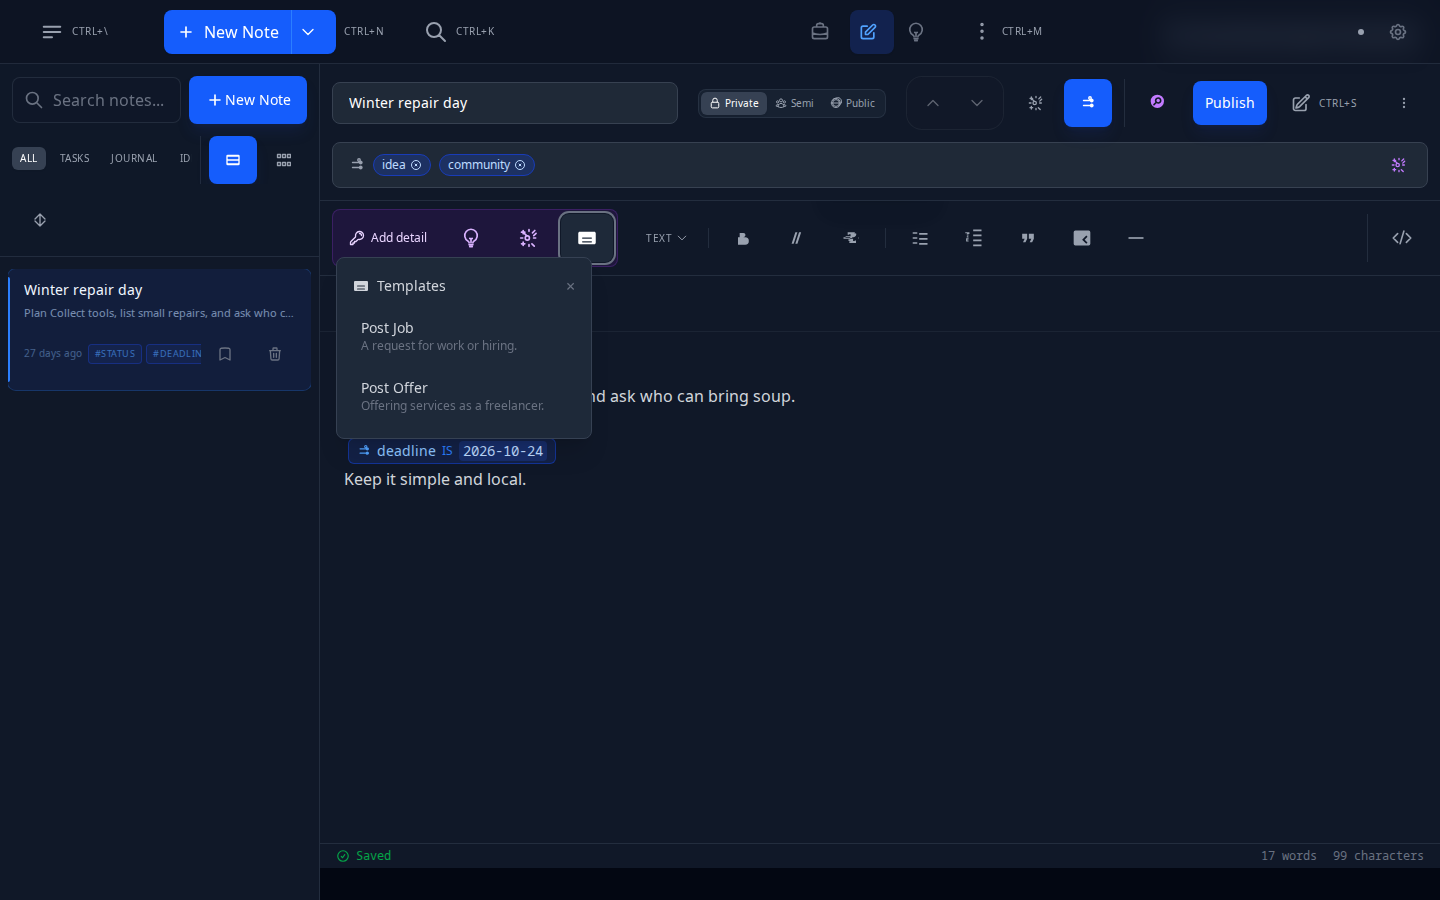 CTRL+\
New Note
CTRL+N
CTRL+K
CTRL+M
Search notes...
New Note
ALL
TASKS
JOURNAL
ID
Winter repair day
Plan Collect tools, list small repairs, and ask who c...
27 days ago
#STATUS
#DEADLIN
Winter repair day
Private
Semi
Public
Publish
CTRL+S
idea
community
Add detail
TEXT
Templates
Post Job
A request for work or hiring.
Post Offer
Offering services as a freelancer.
nd ask who can bring soup.
deadline IS 2026-10-24
Keep it simple and local.
Saved
17 words
99 characters